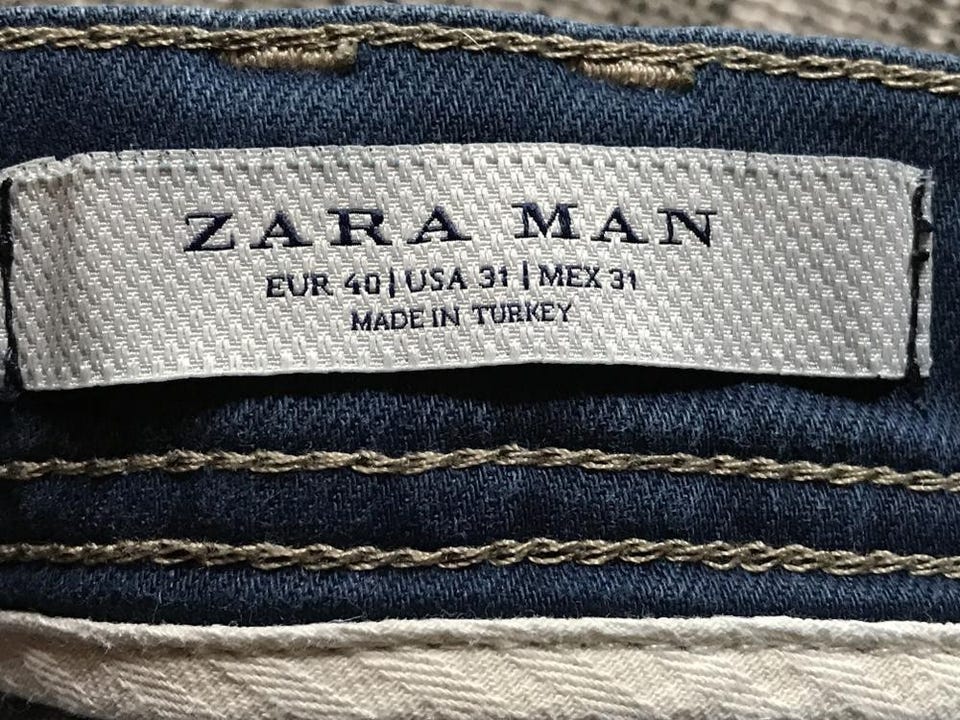 ZARA MAN
EUR 40 | USA 31 | MEX 31
MADE IN TURKEY